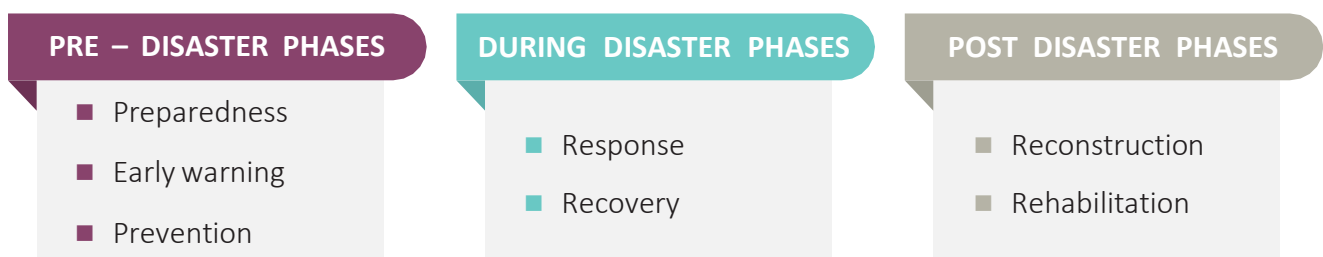 PRE – DISASTER PHASES
Preparedness
Early warning
Prevention
DURING DISASTER PHASES
Response
Recovery
POST DISASTER PHASES
Reconstruction
Rehabilitation